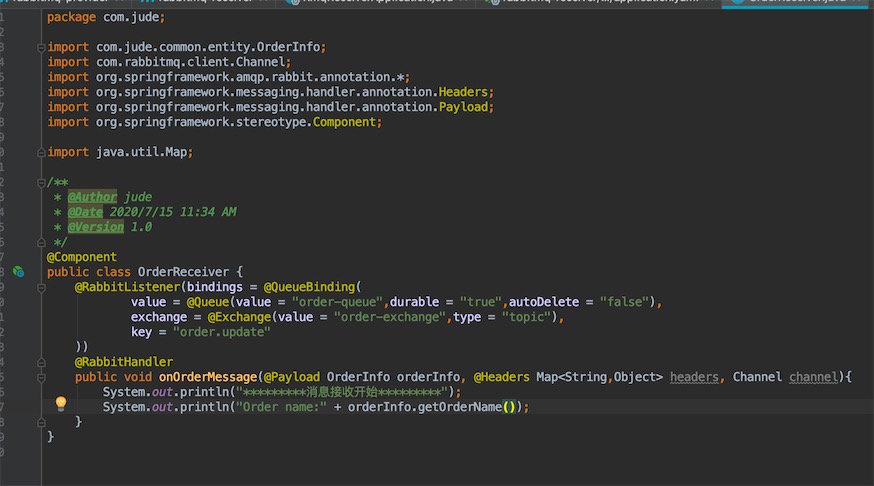 package com.jude;
import com.jude.common.entity.OrderInfo;
import com.rabbitmq.client.Channel;
import org.springframework.amqp.rabbit.annotation.*;
import org.springframework.messaging.handler.annotation.Headers;
import org.springframework.messaging.handler.annotation.Payload;
import org.springframework.stereotype.Component;
import java.util.Map;
/**
* @Author jude
* @Date 2020/7/15 11:34 AM
* @Version 1.0
*/
@Component
public class OrderReceiver {
@RabbitListener(bindings = @QueueBinding(
value = @Queue(value = "order-queue",durable = "true",autoDelete = "false"),
exchange = @Exchange(value = "order-exchange",type = "topic"),
key = "order.update"
))
@RabbitHandler
public void onOrderMessage(@Payload OrderInfo orderInfo, @Headers Map<String,Object> headers, Channel channel){
System.out.println("*********消息接收开始*********");
System.out.println("Order name:" + orderInfo.getOrderName());
}
}